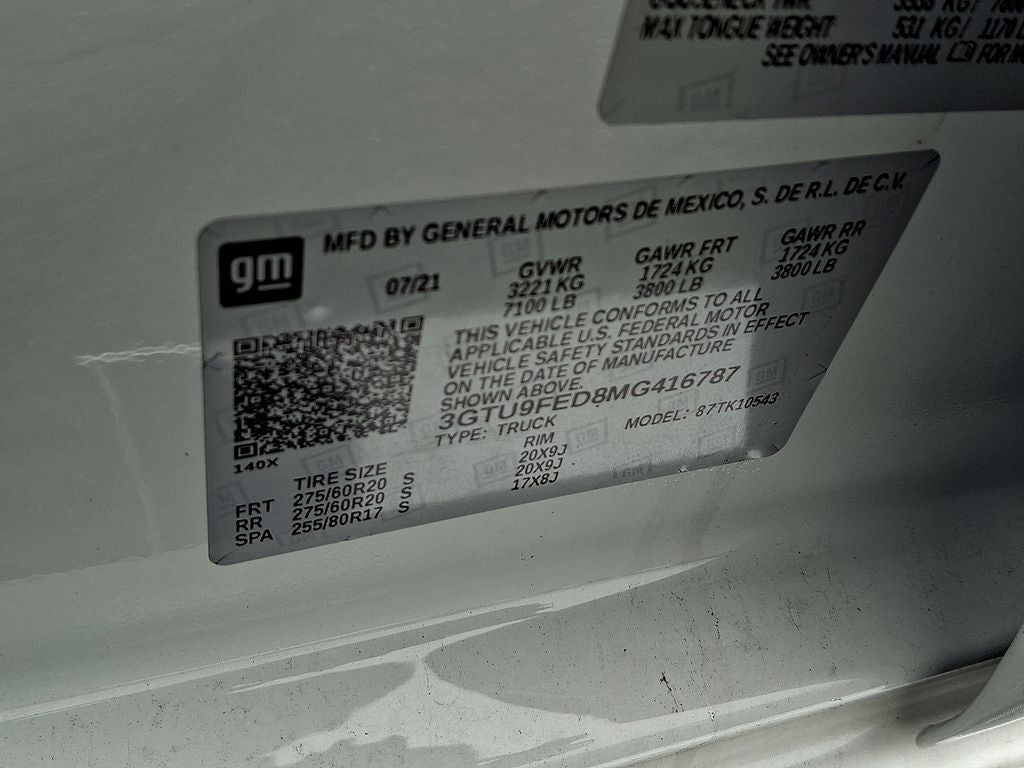 MAX TONGUE WEIGHT: 531 KG/ 1170
SEE OWNER'S MANUAL FOR
MFD BY GENERAL MOTORS DE MEXICO, S. DE R.L. DE C.V.
gm
07/21
GVWR
3221 KG
7100 LB
GAWR FRT
1724 KG
3800 LB
GAWR RR
1724 KG
3800 LB
THIS VEHICLE CONFORMS TO ALL
APPLICABLE U.S. FEDERAL MOTOR
VEHICLE SAFETY STANDARDS IN EFFECT
ON THE DATE OF MANUFACTURE
SHOWN ABOVE.
3GTU9FED8MG416787
TYPE: TRUCK MODEL: 87TK10543
140X
TIRE SIZE RIM
FRT 275/60R20 S 20X9J
RR 275/60R20 S 20X9J
SPA 255/80R17 S 17X8J